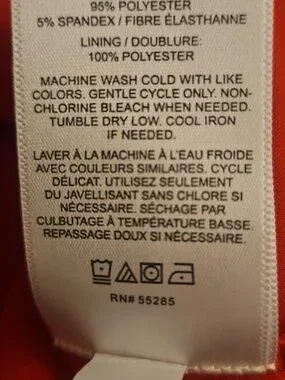 95% POLYESTER
5% SPANDEX / FIBRE ÉLASTHANNE
LINING / DOUBLURE:
100% POLYESTER
MACHINE WASH COLD WITH LIKE
COLORS. GENTLE CYCLE ONLY. NON-
CHLORINE BLEACH WHEN NEEDED.
TUMBLE DRY LOW. COOL IRON
IF NEEDED.
LAVER À LA MACHINE À L'EAU FROIDE
AVEC COULEURS SIMILAIRES. CYCLE
DÉLICAT. UTILISEZ SEULEMENT
DU JAVELLISANT SANS CHLORE SI
NÉCESSAIRE. SÉCHAGE PAR
CULBUTAGE À TEMPÉRATURE BASSE.
REPASSAGE DOUX SI NÉCESSAIRE.
RN# 55285